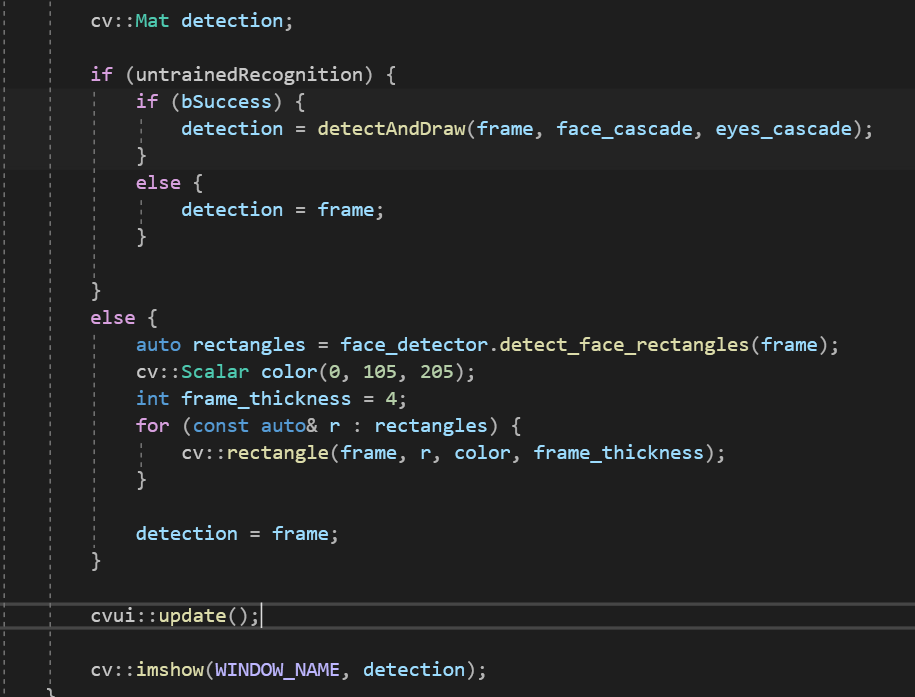 cv::Mat detection;
if (untrainedRecognition) {
if (bSuccess) {
detection = detectAndDraw(frame, face_cascade, eyes_cascade);
}
else {
detection = frame;
}
}
else {
auto rectangles = face_detector.detect_face_rectangles(frame);
cv::Scalar color(0, 105, 205);
int frame_thickness = 4;
for (const auto& r : rectangles) {
cv::rectangle(frame, r, color, frame_thickness);
}
detection = frame;
}
cvui::update();
cv::imshow(WINDOW_NAME, detection);
}